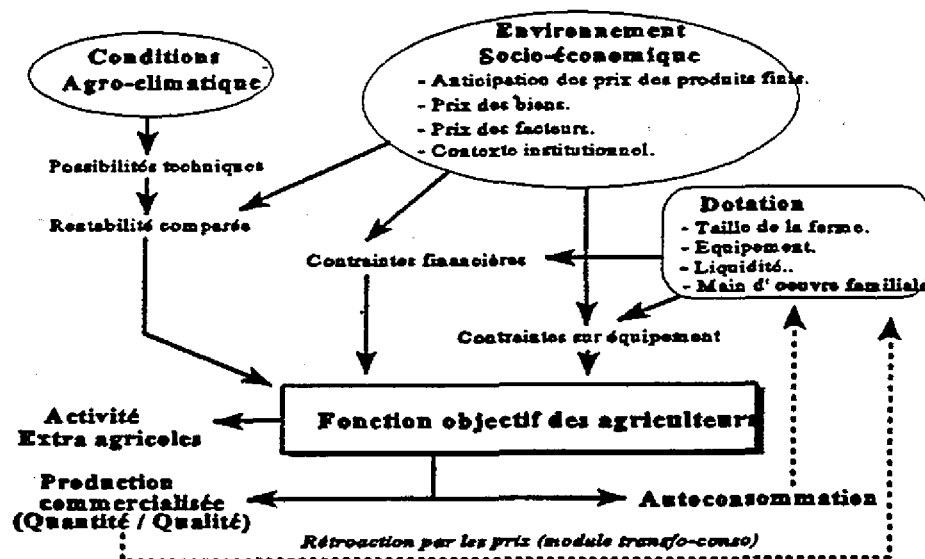 Conditions
Agro-climatique
Environnement
Socio-économique
- Anticipation des prix des produits finis.
- Prix des biens.
- Prix des facteurs.
- Contexte institutionnel.
Possibilités techniques
Rentabilité comparée
Dotation
- Taille de la ferme.
- Equipement.
- Liquidité..
- Main d'oeuvre familiale
Contraintes financières
Contraintes sur équipement
Fonction objectif des agriculteurs
Activité
Extra agricoles
Production
commercialisée
(Quantité / Qualité)
Autoconsommation
Rétroaction par les prix (module transfo-conso)